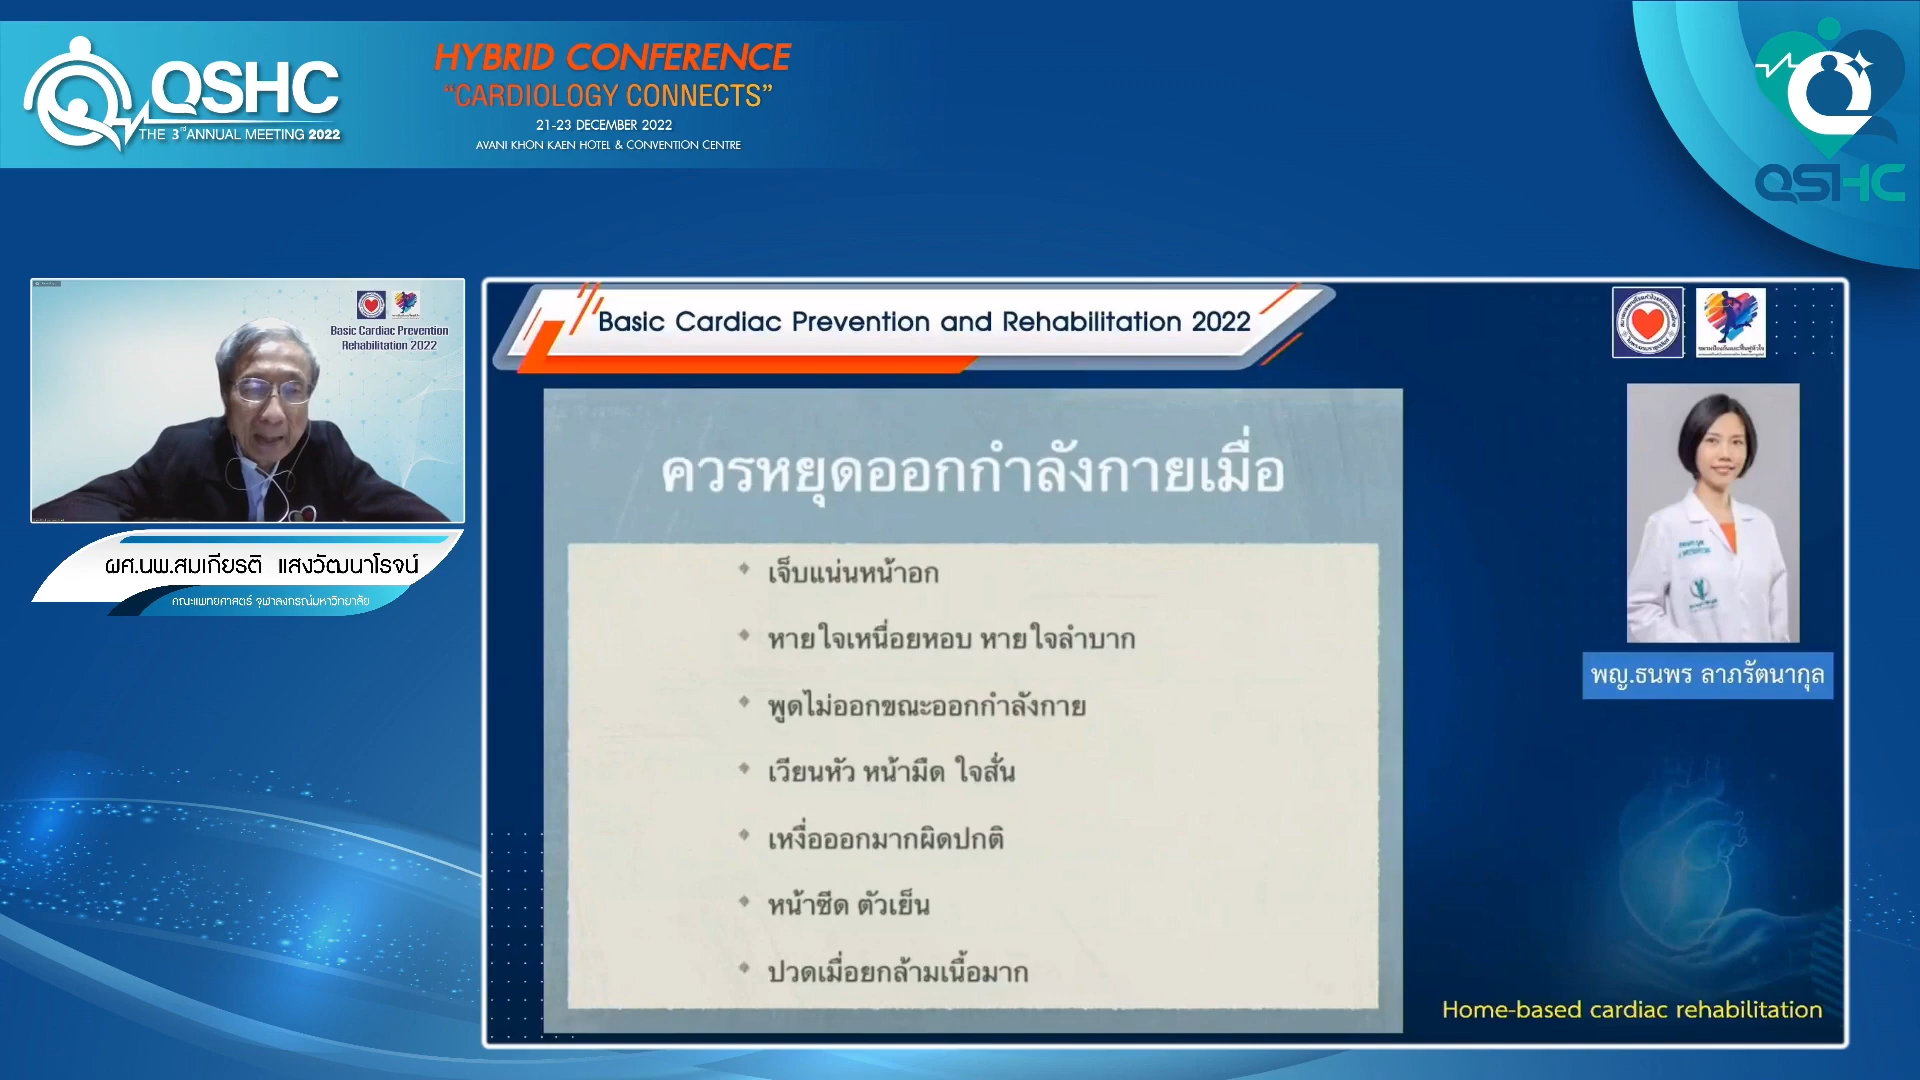 QSHC
THE 3rd ANNUAL MEETING 2022
HYBRID CONFERENCE
“CARDIOLOGY CONNECTS”
21-23 DECEMBER 2022
AVANI KHON KAEN HOTEL & CONVENTION CENTRE
QSHC
Basic Cardiac Prevention
Rehabilitation 2022
ผศ.นพ.สมเกียรติ แสงวัฒนาโรจน์
คณะแพทยศาสตร์ จุฬาลงกรณ์มหาวิทยาลัย
Basic Cardiac Prevention and Rehabilitation 2022
ควรหยุดออกกำลังกายเมื่อ
เจ็บแน่นหน้าอก
หายใจเหนื่อยหอบ หายใจลำบาก
พูดไม่ออกขณะออกกำลังกาย
เวียนหัว หน้ามืด ใจสั่น
เหงื่อออกมากผิดปกติ
หน้าซีด ตัวเย็น
ปวดเมื่อยกล้ามเนื้อมาก
พญ.ธนพร ลาภรัตนากุล
Home-based cardiac rehabilitation